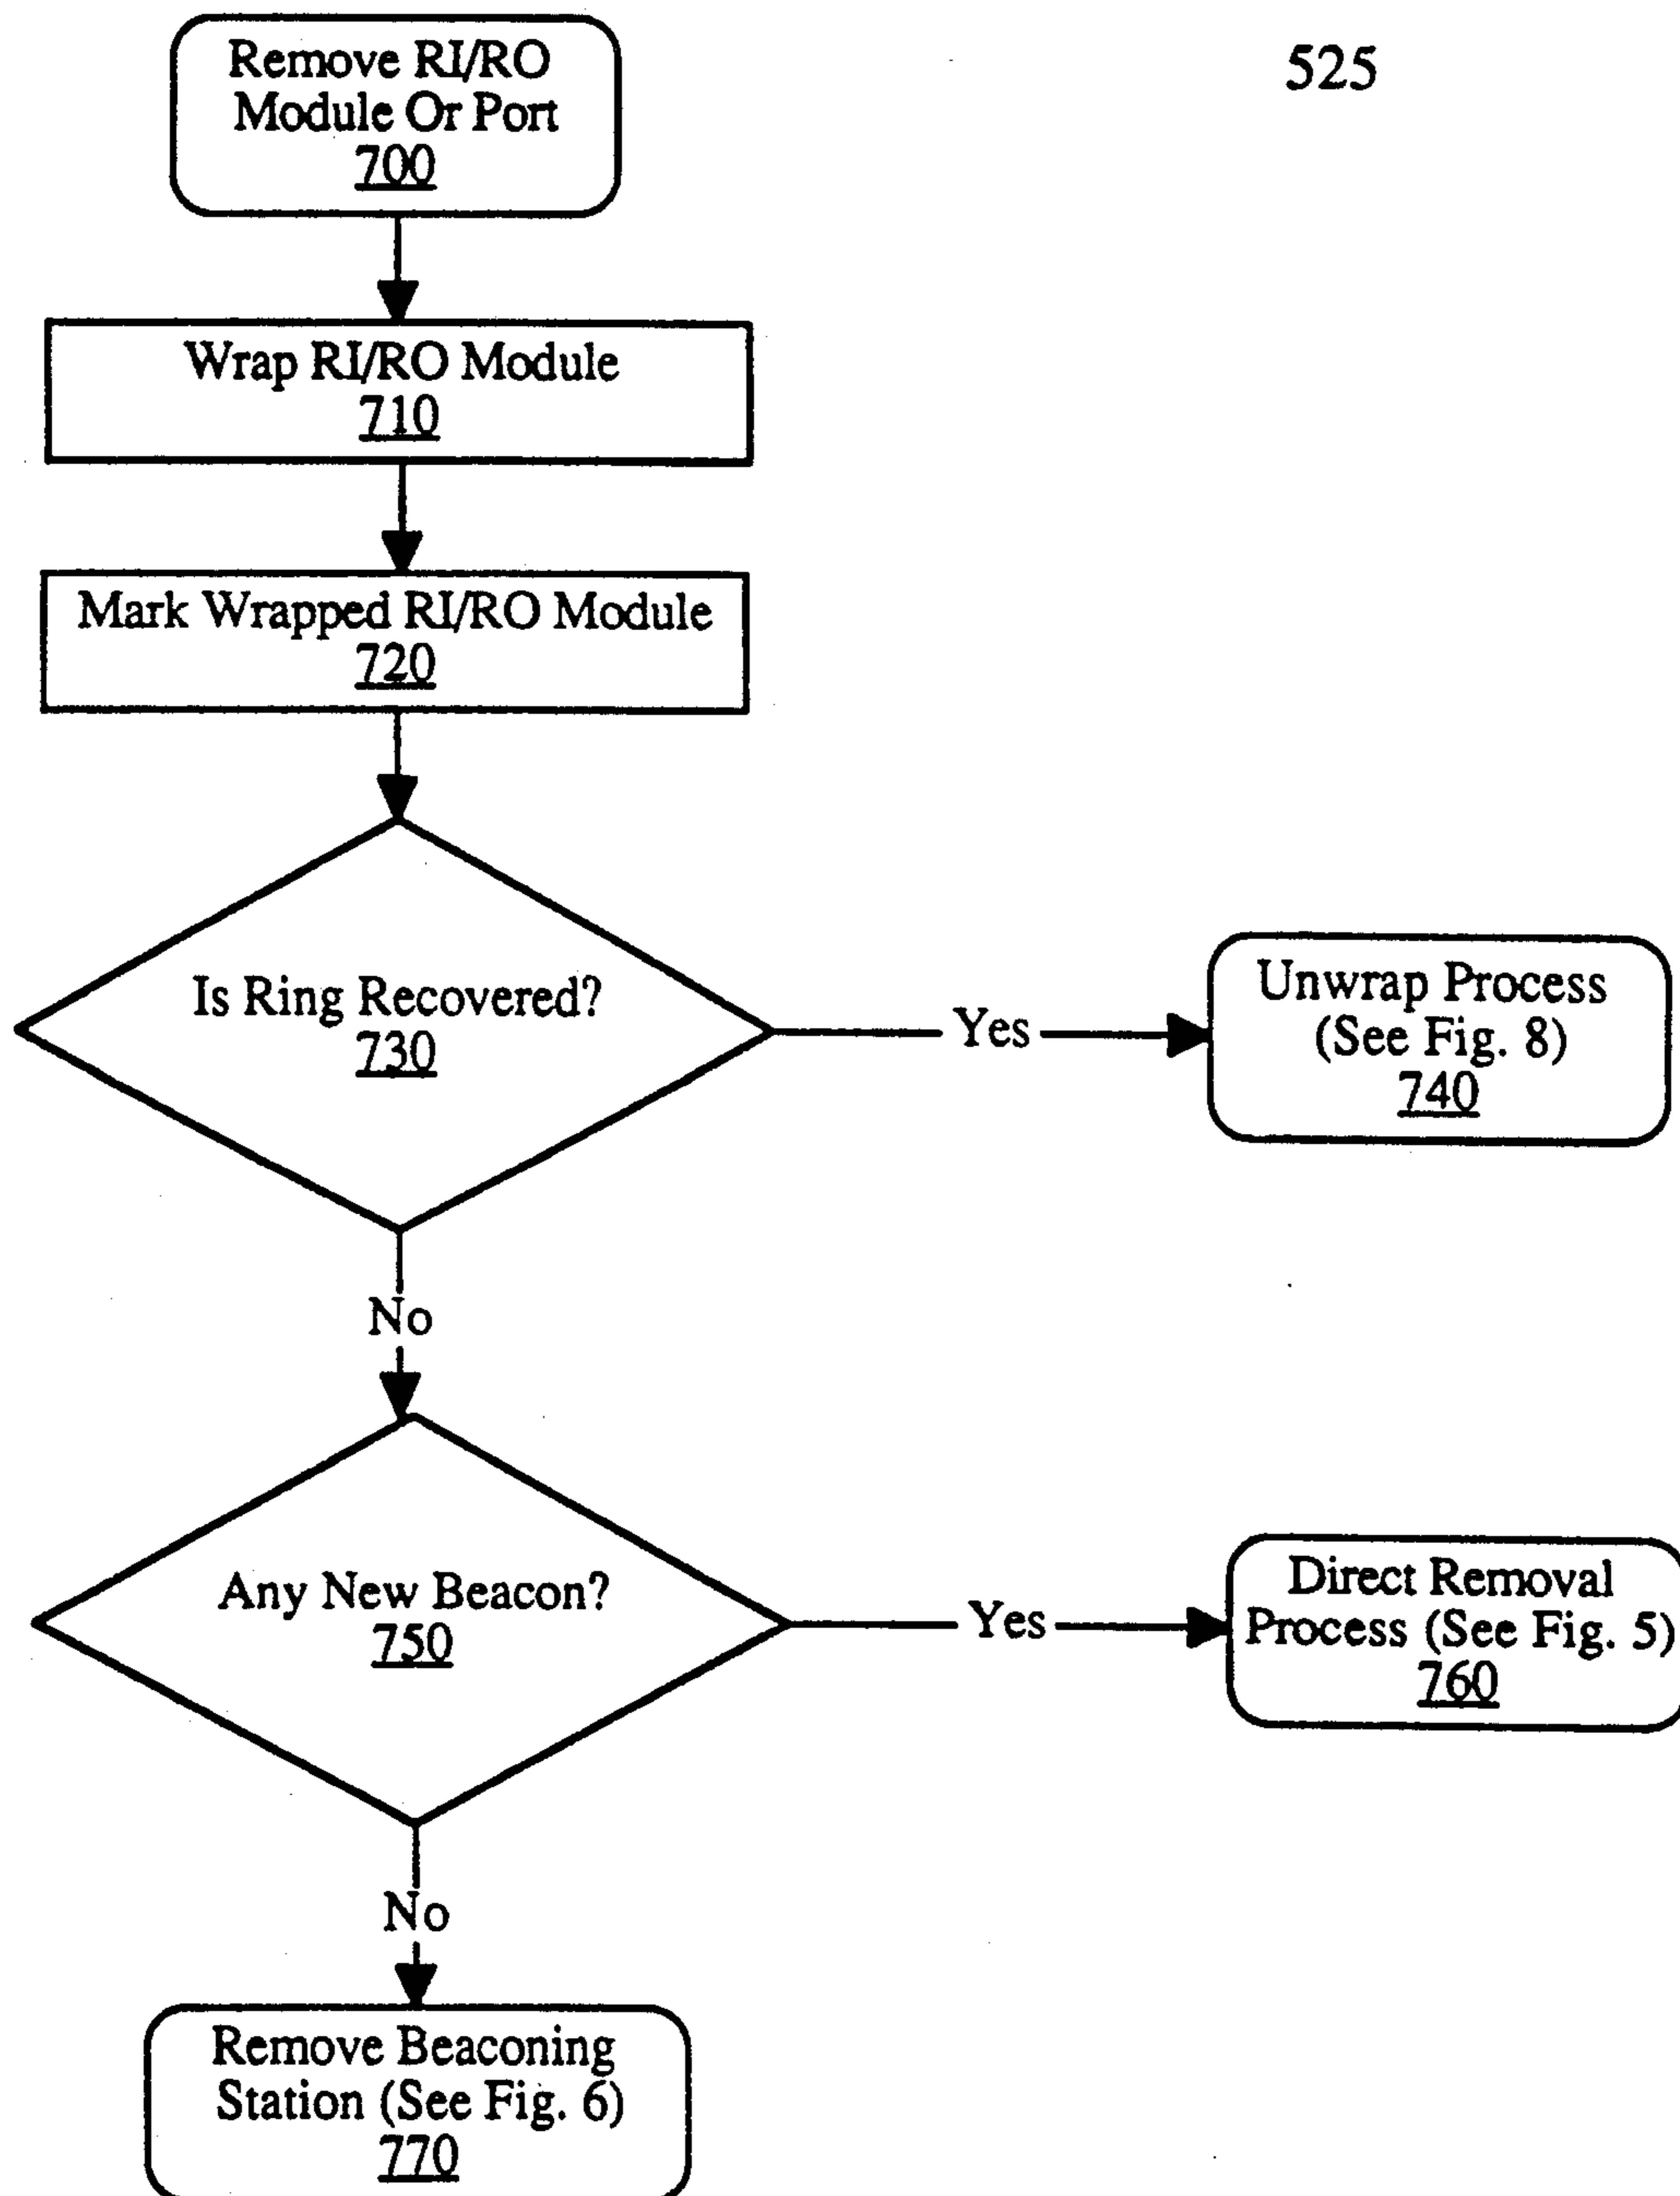 525
Remove RI/RO
Module Or Port
700
Wrap RI/RO Module
710
Mark Wrapped RI/RO Module
720
Is Ring Recovered?
730
Yes
Unwrap Process
(See Fig. 8)
740
No
Any New Beacon?
750
Yes
Direct Removal
Process (See Fig. 5)
760
No
Remove Beaconing
Station (See Fig. 6)
770